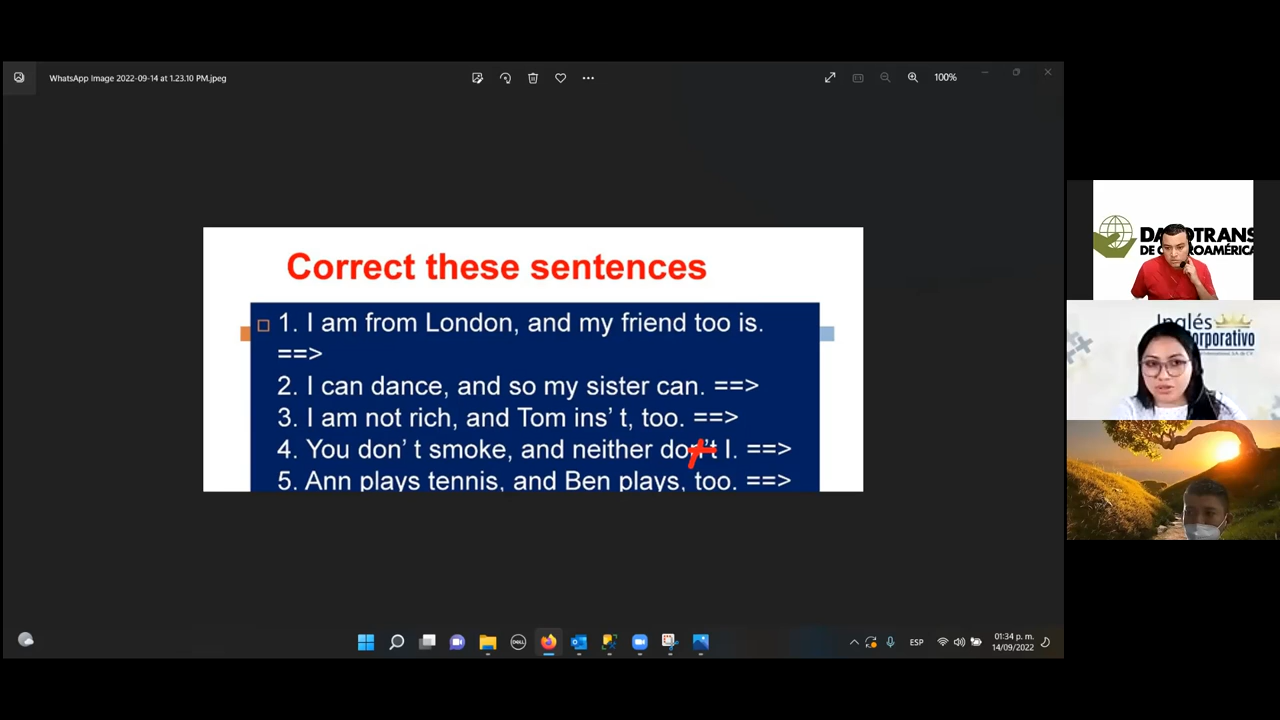 WhatsApp Image 2022-09-14 at 1.23.10 PM.jpeg
100%
Correct these sentences
1. I am from London, and my friend too is.
==>
2. I can dance, and so my sister can. ==>
3. I am not rich, and Tom ins' t, too. ==>
4. You don' t smoke, and neither don't I. ==>
5. Ann plays tennis, and Ben plays, too. ==>
Inglés
DELL
ESP
01:34 p. m.
14/09/2022